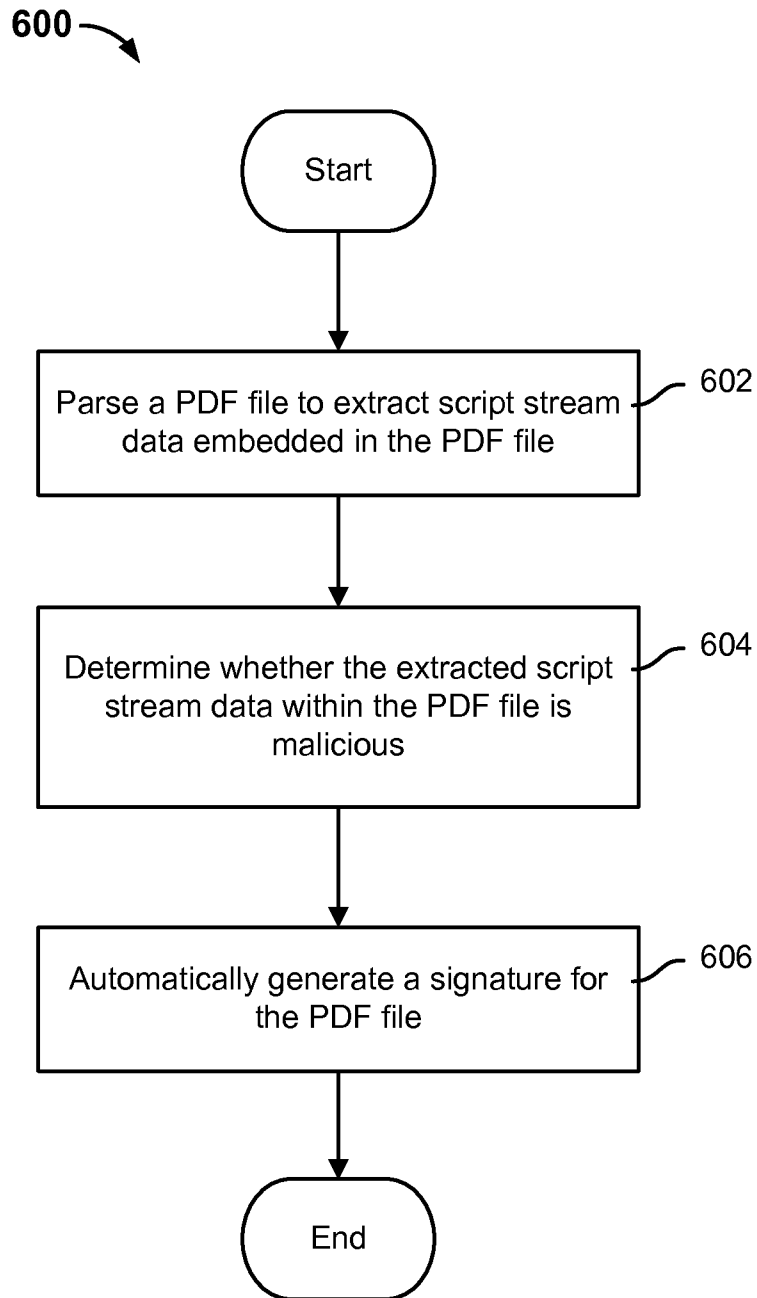 600
Start
Parse a PDF file to extract script stream
data embedded in the PDF file
602
Determine whether the extracted script
stream data within the PDF file is
malicious
604
Automatically generate a signature for
the PDF file
606
End